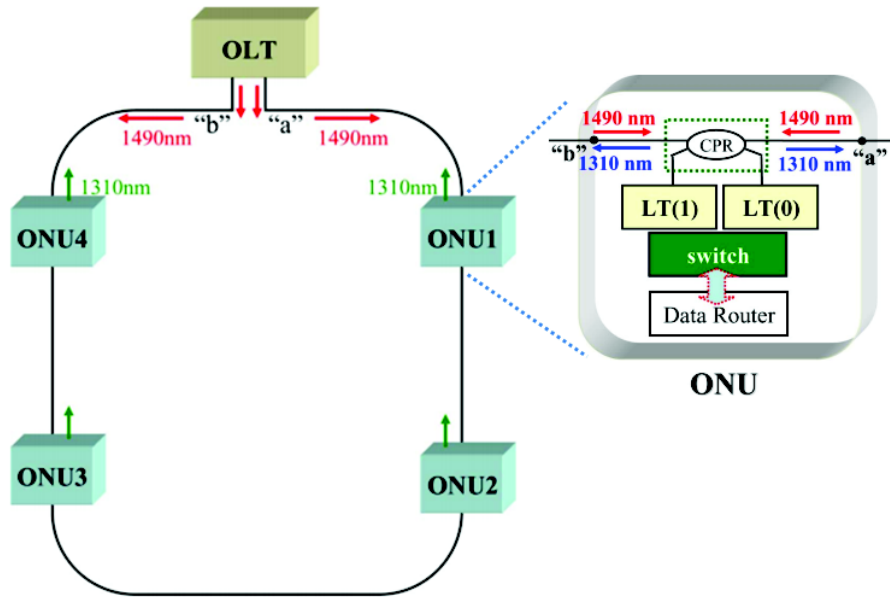 OLT
“b” “a”
1490nm 1490nm
1310nm 1310nm
ONU4 ONU1
ONU3 ONU2
1490 nm 1490 nm
“b” CPR “a”
1310 nm 1310 nm
LT(1) LT(0)
switch
Data Router
ONU